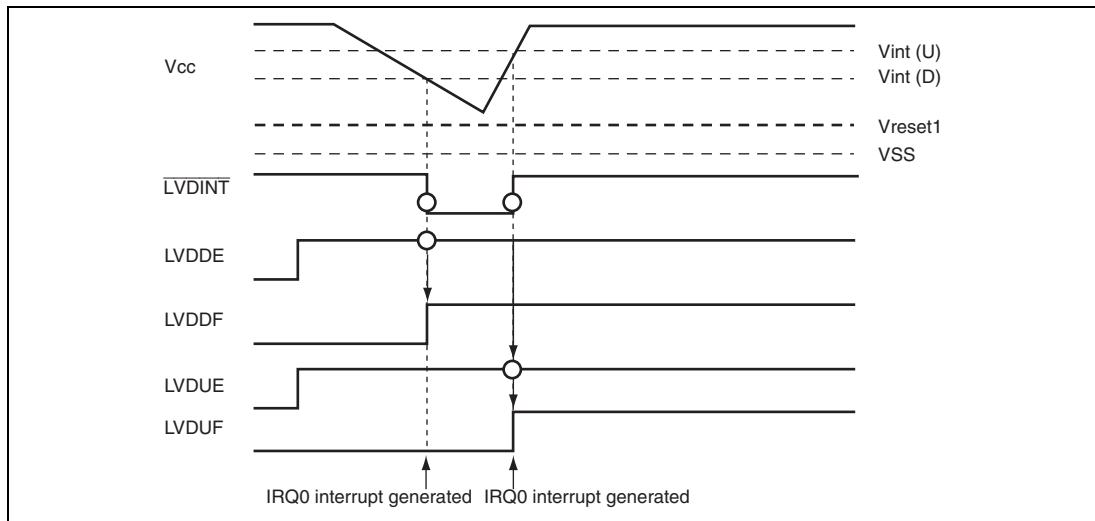 Vcc
Vint (U)
Vint (D)
Vreset1
VSS
LVDINT
LVDDE
LVDDF
LVDUE
LVDUF
IRQ0 interrupt generated
IRQ0 interrupt generated